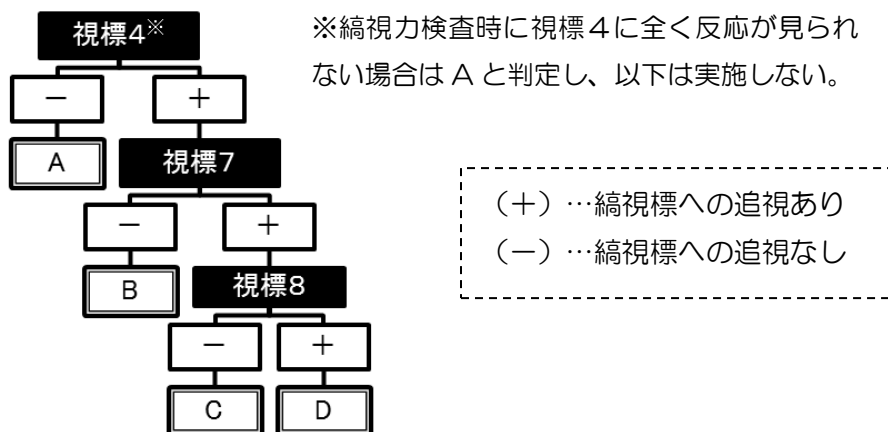 視標4※
※縞視力検査時に視標４に全く反応が見られ
ない場合は A と判定し、以下は実施しない。
－
＋
A
視標7
（＋）…縞視標への追視あり
（－）…縞視標への追視なし
－
＋
B
視標8
－
＋
C
D